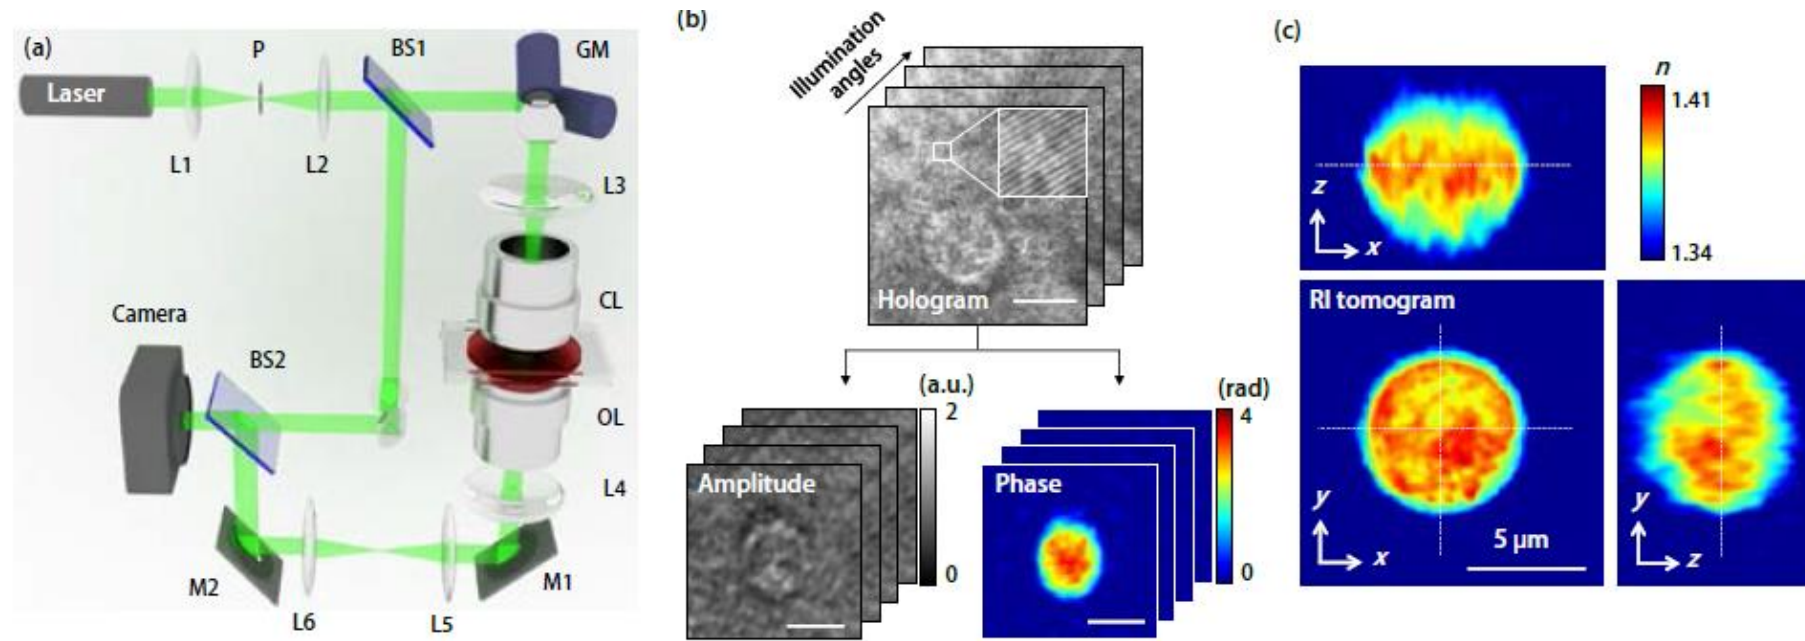 (a)
P
BS1
GM
Laser
L1
L2
L3
CL
Camera
BS2
OL
L4
M2
M1
L6
L5
(b)
Illumination
angles
Hologram
(a.u.)
2
0
Amplitude
(rad)
4
0
Phase
(c)
n
1.41
1.34
z
x
RI tomogram
y
x
5 μm
y
z